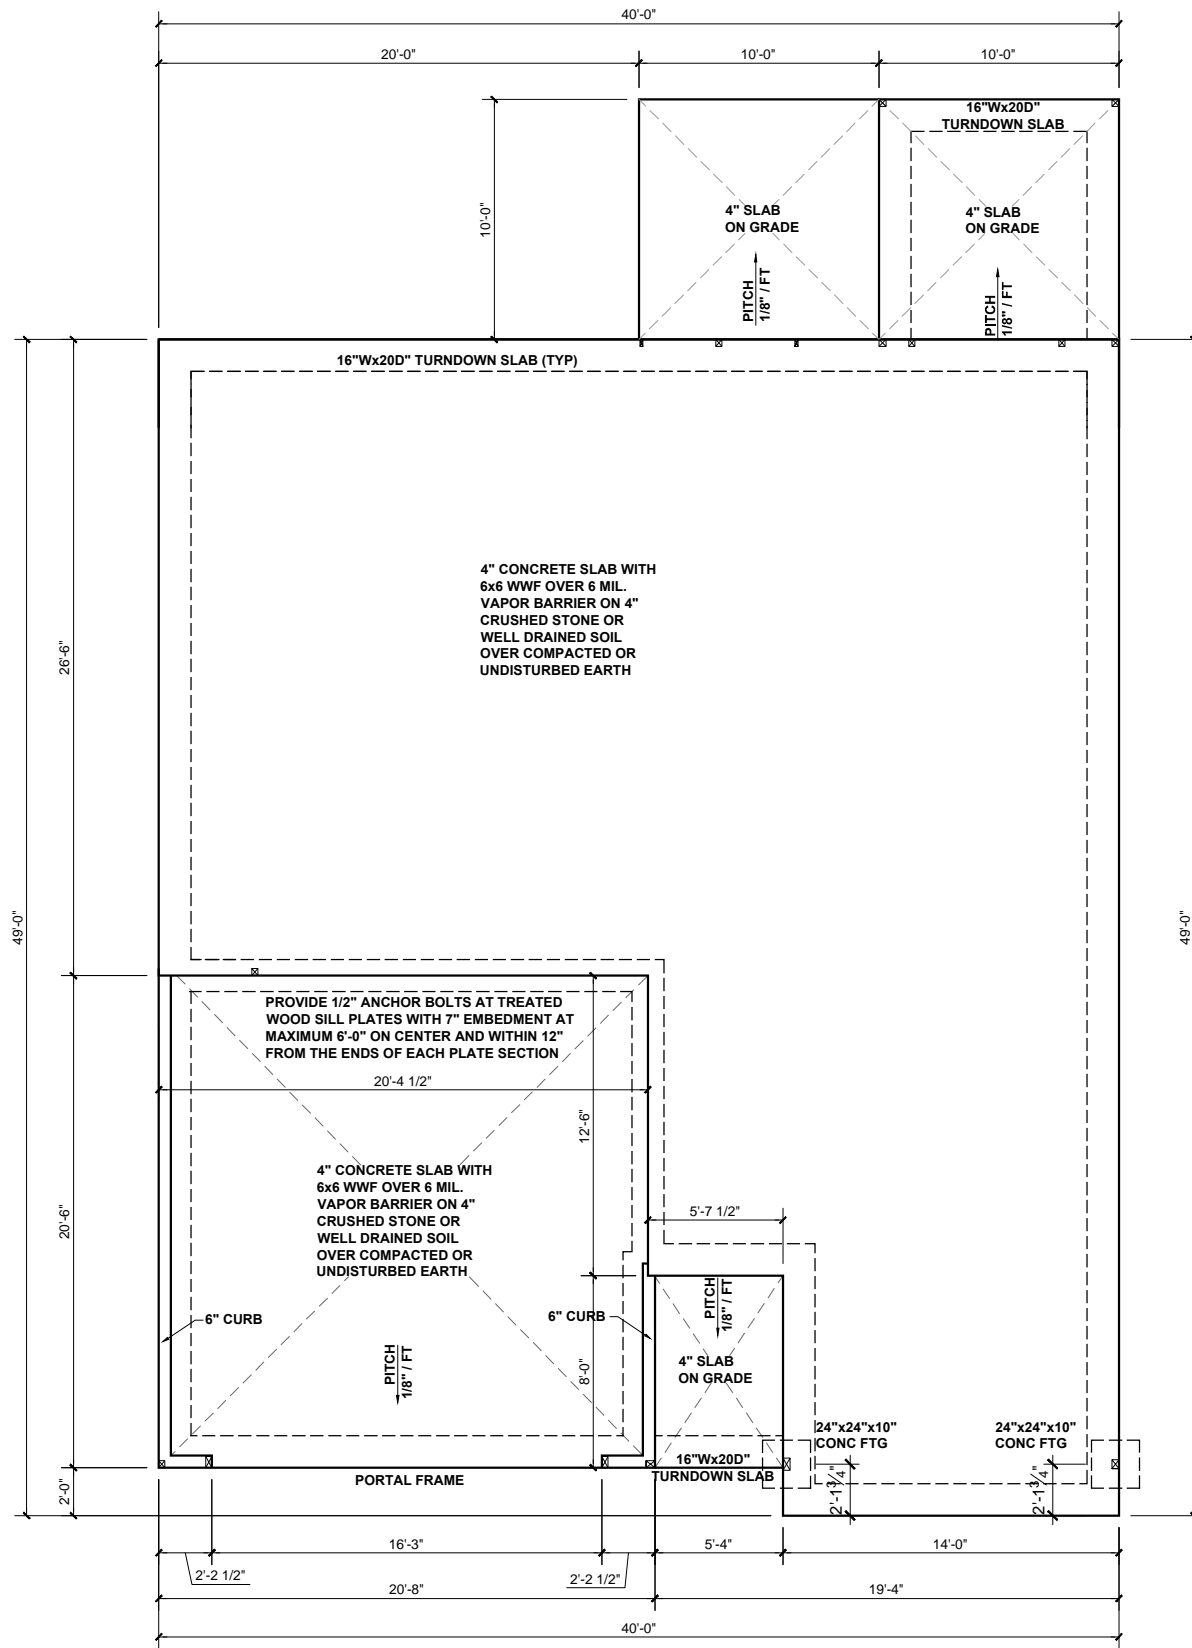 40'-0"
20'-0"
10'-0"
10'-0"
16"Wx20D"
TURNDOWN SLAB
10'-0"
4" SLAB
ON GRADE
4" SLAB
ON GRADE
PITCH
1/8" / FT
PITCH
1/8" / FT
16"Wx20D" TURNDOWN SLAB (TYP)
4" CONCRETE SLAB WITH
6x6 WWF OVER 6 MIL.
VAPOR BARRIER ON 4"
CRUSHED STONE OR
WELL DRAINED SOIL
OVER COMPACTED OR
UNDISTURBED EARTH
26'-6"
49'-0"
49'-0"
PROVIDE 1/2" ANCHOR BOLTS AT TREATED
WOOD SILL PLATES WITH 7" EMBEDMENT AT
MAXIMUM 6'-0" ON CENTER AND WITHIN 12"
FROM THE ENDS OF EACH PLATE SECTION
20'-4 1/2"
12'-6"
4" CONCRETE SLAB WITH
6x6 WWF OVER 6 MIL.
VAPOR BARRIER ON 4"
CRUSHED STONE OR
WELL DRAINED SOIL
OVER COMPACTED OR
UNDISTURBED EARTH
20'-6"
5'-7 1/2"
6" CURB
6" CURB
PITCH
1/8" / FT
PITCH
1/8" / FT
8'-0"
4" SLAB
ON GRADE
24"x24"x10"
CONC FTG
24"x24"x10"
CONC FTG
16"Wx20D"
TURNDOWN SLAB
PORTAL FRAME
2'-0"
2'-1 3/4"
2'-1 3/4"
16'-3"
5'-4"
14'-0"
2'-2 1/2"
2'-2 1/2"
20'-8"
19'-4"
40'-0"